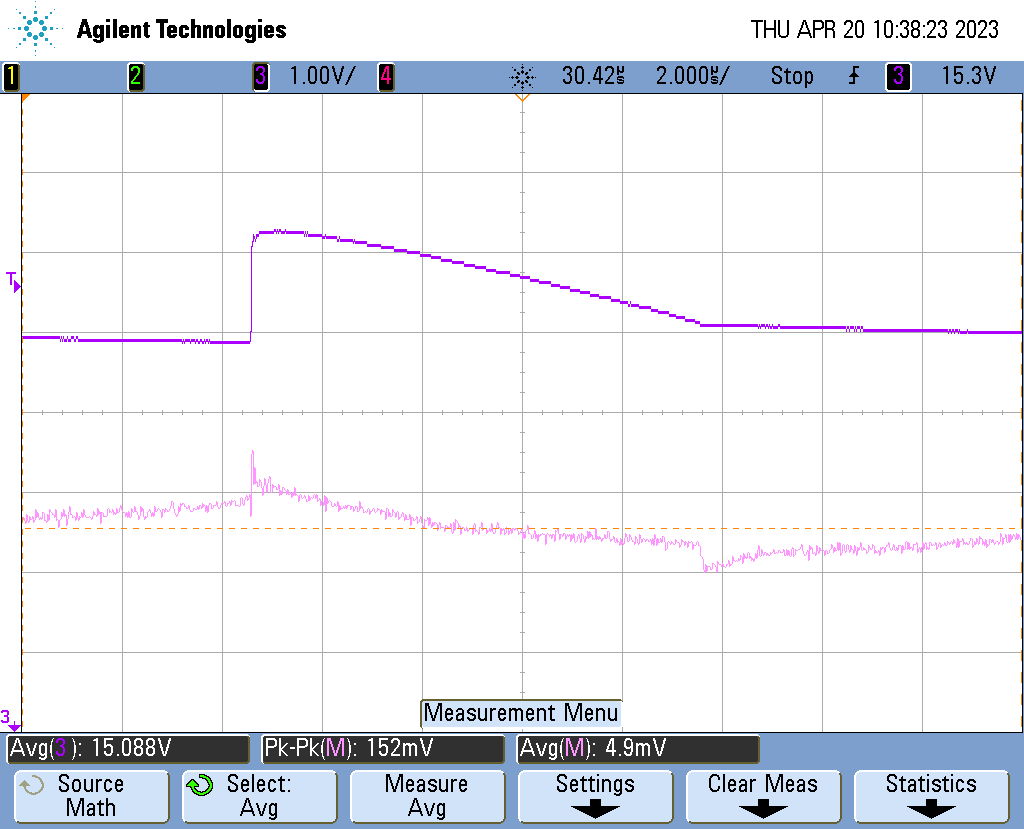 Agilent Technologies
THU APR 20 10:38:23 2023
1 2 3 1.00V/ 4 30.42µs 2.000µs/ Stop 3 15.3V
T
3
Measurement Menu
Avg(3): 15.088V Pk-Pk(M): 152mV Avg(M): 4.9mV
Source Math
Select: Avg
Measure Avg
Settings
Clear Meas
Statistics